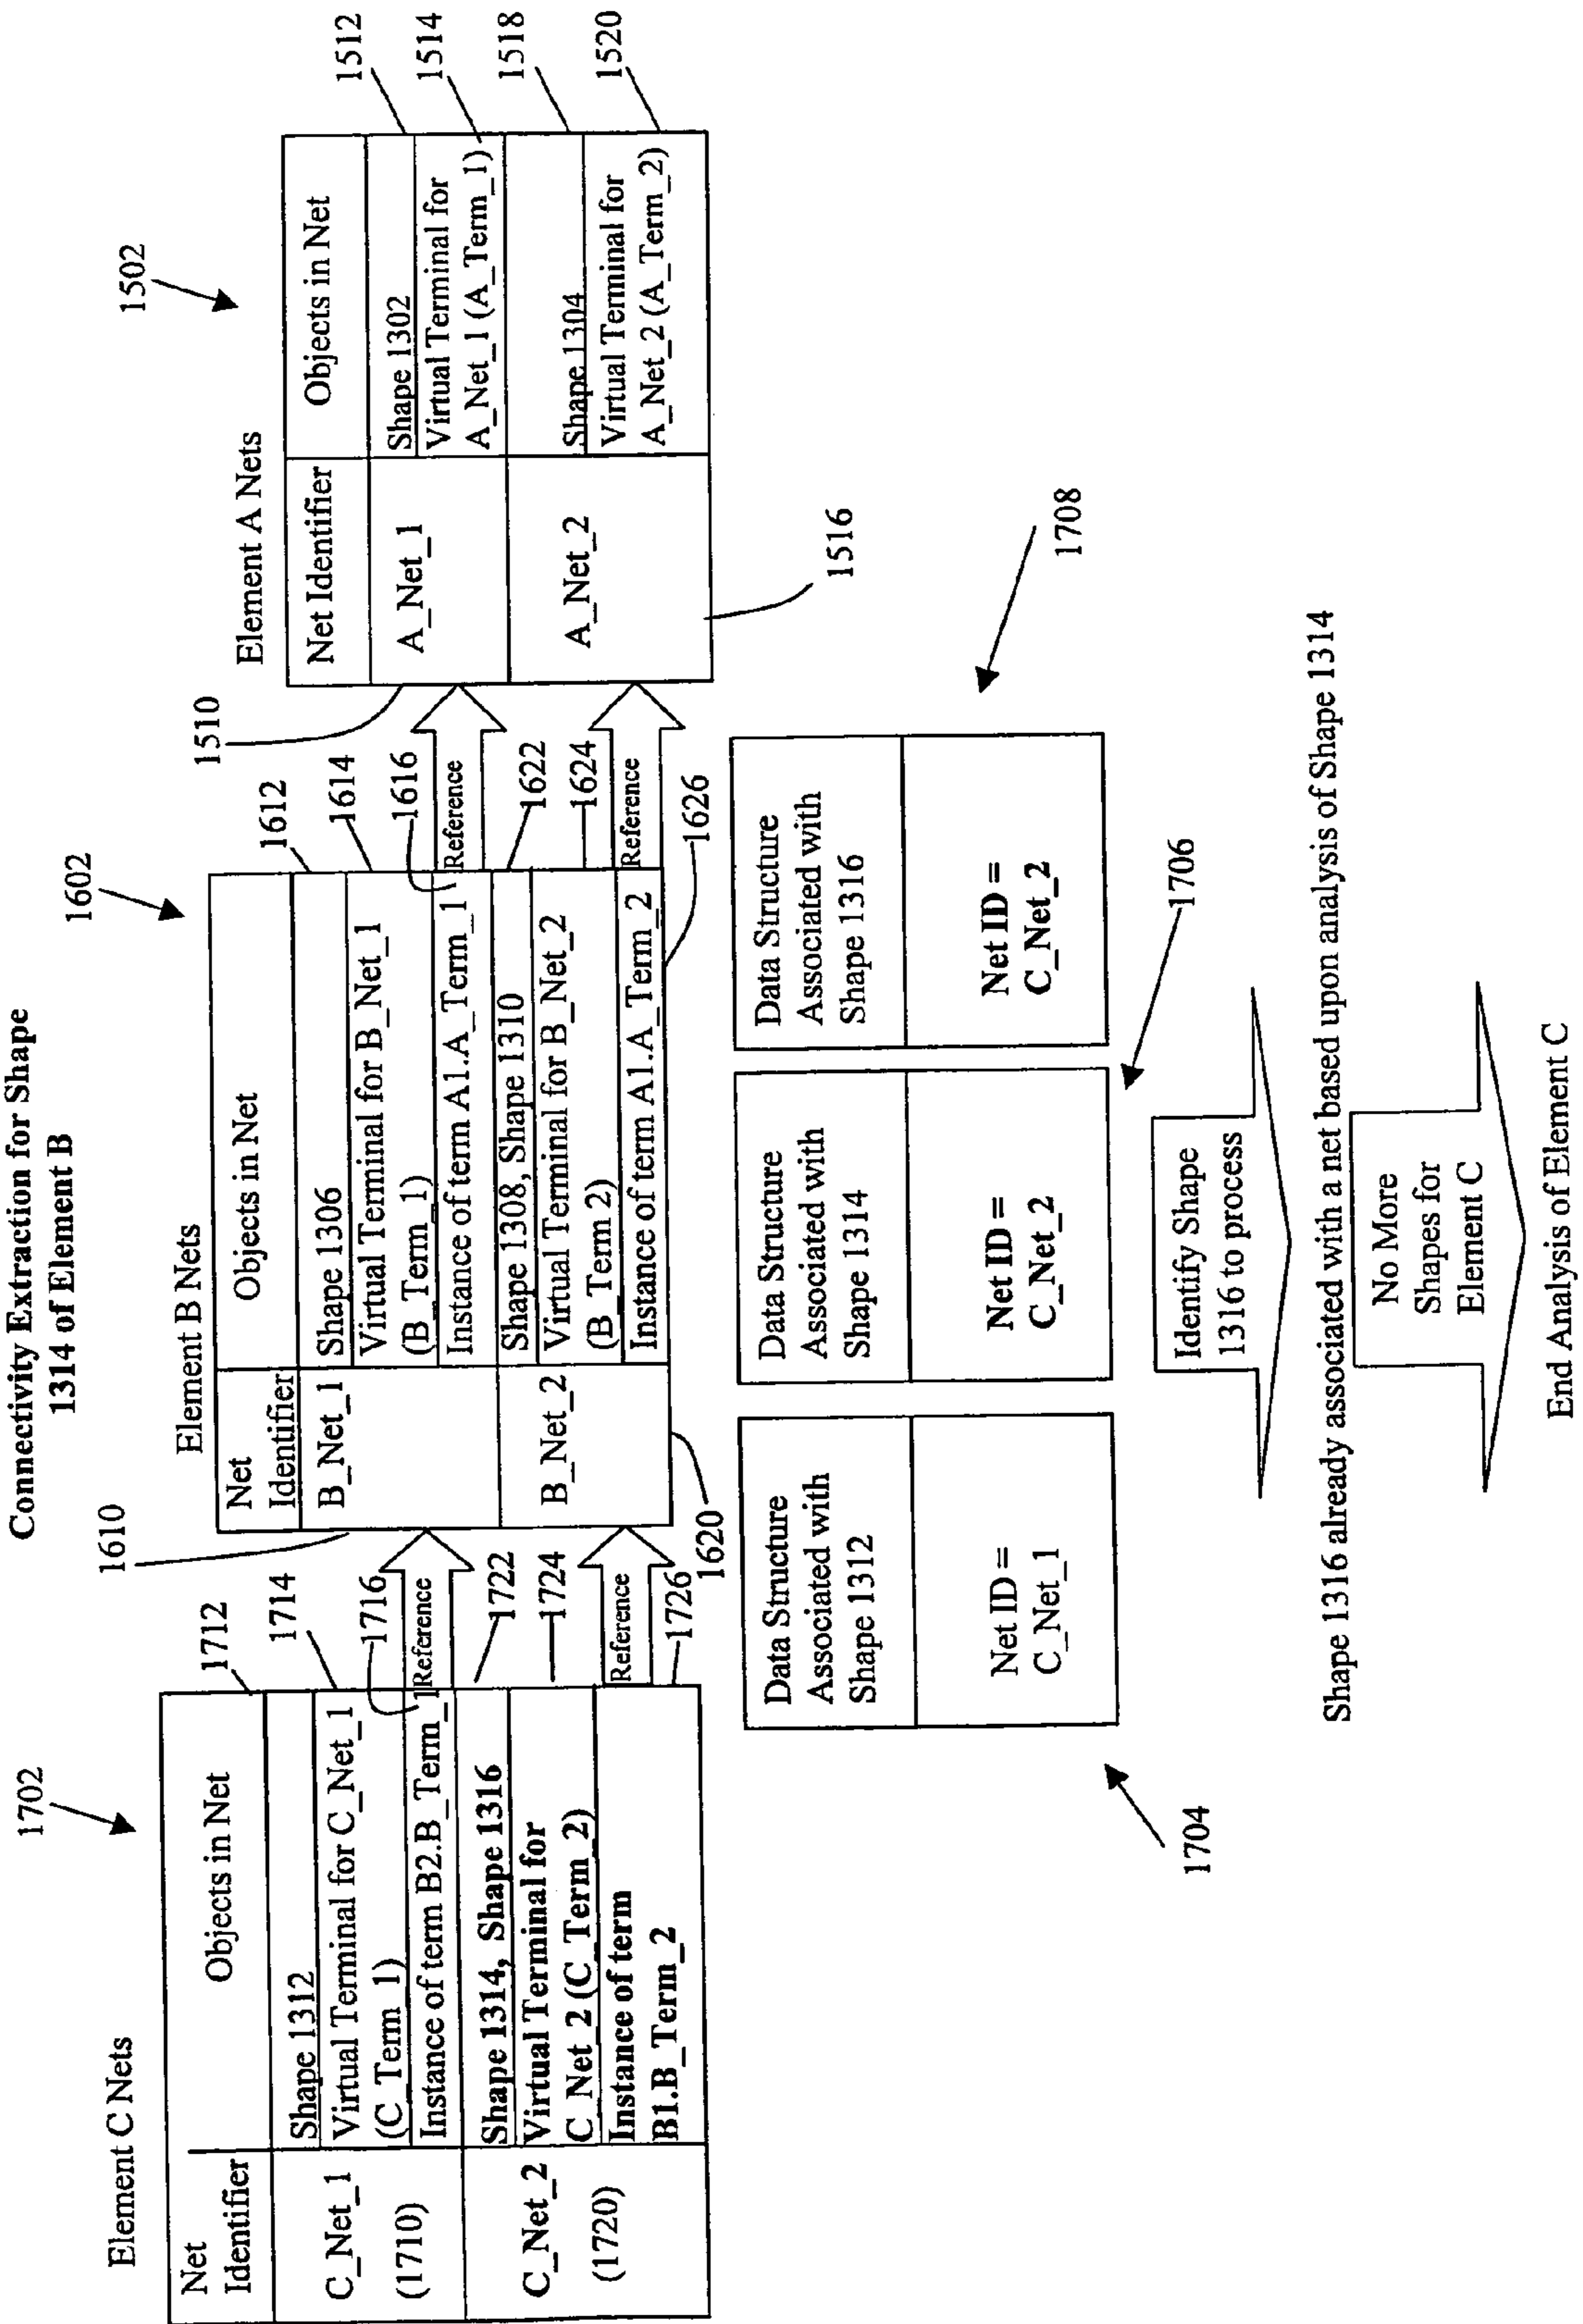 Connectivity Extraction for Shape
1314 of Element B
1702
Element C Nets
Net
Identifier
Objects in Net
C_Net_1
(1710)
Shape 1312
Virtual Terminal for C_Net_1
(C_Term_1)
Instance of term B2.B_Term_1
C_Net_2
(1720)
Shape 1314, Shape 1316
Virtual Terminal for
C_Net_2 (C_Term_2)
Instance of term
B1.B_Term_2
1712
1714
1716
Reference
1722
1724
Reference
1726
1602
Element B Nets
1610
Net
Identifier
Objects in Net
B_Net_1
Shape 1306
Virtual Terminal for B_Net_1
(B_Term_1)
Instance of term A1.A_Term_1
B_Net_2
Shape 1308, Shape 1310
Virtual Terminal for B_Net_2
(B_Term 2)
Instance of term A1.A_Term_2
1620
1612
1614
1616
Reference
1622
1624
Reference
1626
1502
Element A Nets
1510
Net Identifier
Objects in Net
A_Net_1
Shape 1302
Virtual Terminal for
A_Net_1 (A_Term_1)
A_Net_2
Shape 1304
Virtual Terminal for
A_Net_2 (A_Term_2)
1516
1512
1514
1518
1520
Data Structure
Associated with
Shape 1312
Net ID =
C_Net_1
1704
Data Structure
Associated with
Shape 1314
Net ID =
C_Net_2
1706
Data Structure
Associated with
Shape 1316
Net ID =
C_Net_2
1708
Identify Shape
1316 to process
Shape 1316 already associated with a net based upon analysis of Shape 1314
No More
Shapes for
Element C
End Analysis of Element C